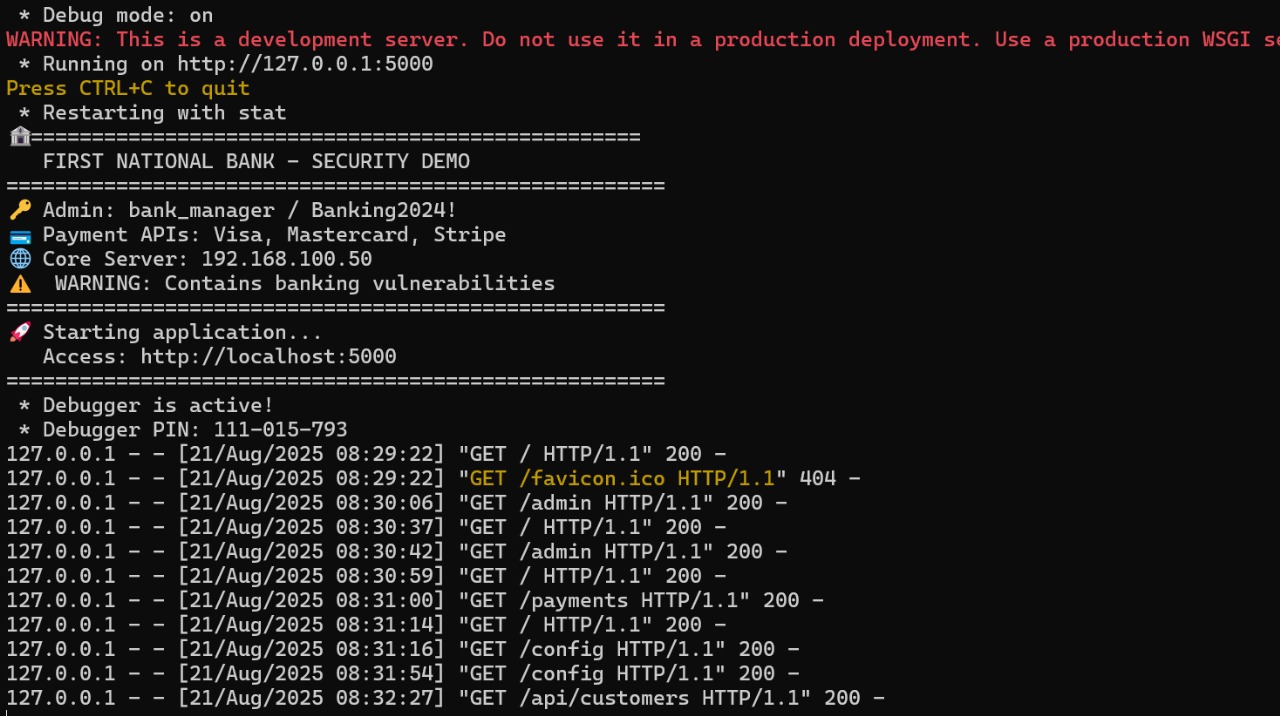 * Debug mode: on
WARNING: This is a development server. Do not use it in a production deployment. Use a production WSGI se
* Running on http://127.0.0.1:5000
Press CTRL+C to quit
* Restarting with stat
==================================================
FIRST NATIONAL BANK - SECURITY DEMO
======================================================
🔑 Admin: bank_manager / Banking2024!
💳 Payment APIs: Visa, Mastercard, Stripe
🌐 Core Server: 192.168.100.50
⚠️ WARNING: Contains banking vulnerabilities
======================================================
🚀 Starting application...
Access: http://localhost:5000
======================================================
* Debugger is active!
* Debugger PIN: 111-015-793
127.0.0.1 - - [21/Aug/2025 08:29:22] "GET / HTTP/1.1" 200 -
127.0.0.1 - - [21/Aug/2025 08:29:22] "GET /favicon.ico HTTP/1.1" 404 -
127.0.0.1 - - [21/Aug/2025 08:30:06] "GET /admin HTTP/1.1" 200 -
127.0.0.1 - - [21/Aug/2025 08:30:37] "GET / HTTP/1.1" 200 -
127.0.0.1 - - [21/Aug/2025 08:30:42] "GET /admin HTTP/1.1" 200 -
127.0.0.1 - - [21/Aug/2025 08:30:59] "GET / HTTP/1.1" 200 -
127.0.0.1 - - [21/Aug/2025 08:31:00] "GET /payments HTTP/1.1" 200 -
127.0.0.1 - - [21/Aug/2025 08:31:14] "GET / HTTP/1.1" 200 -
127.0.0.1 - - [21/Aug/2025 08:31:16] "GET /config HTTP/1.1" 200 -
127.0.0.1 - - [21/Aug/2025 08:31:54] "GET /config HTTP/1.1" 200 -
127.0.0.1 - - [21/Aug/2025 08:32:27] "GET /api/customers HTTP/1.1" 200 -